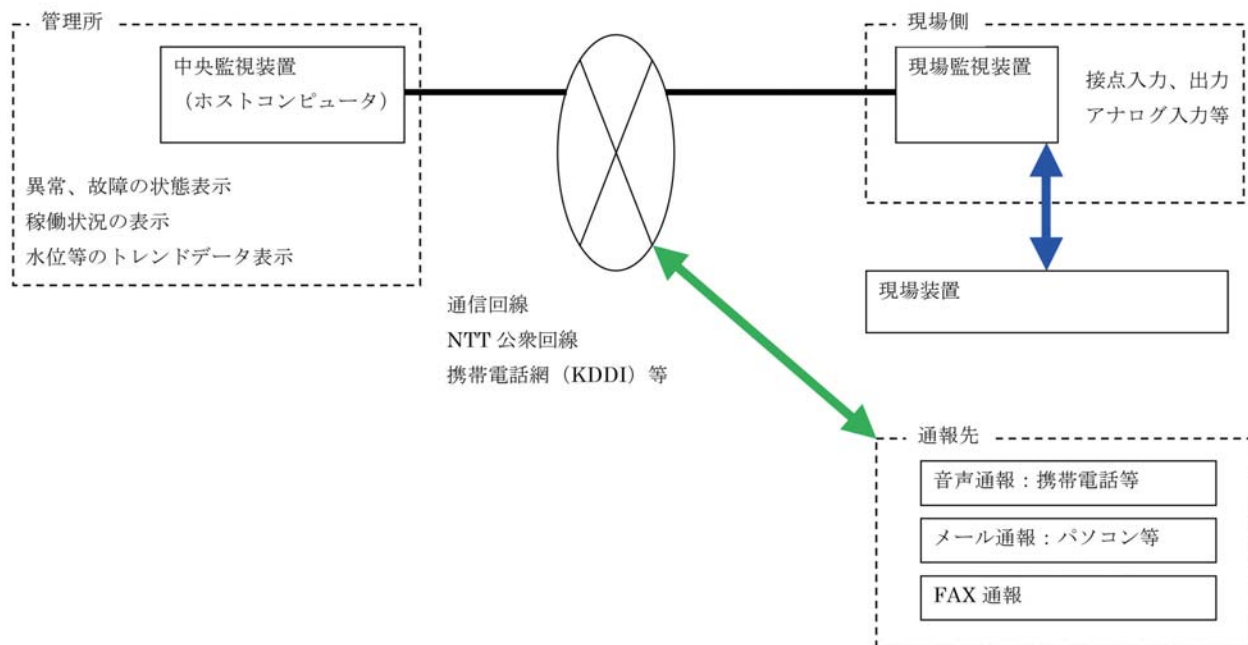 管理所
中央監視装置
（ホストコンピュータ）
異常、故障の状態表示
稼働状況の表示
水位等のトレンドデータ表示
通信回線
NTT 公衆回線
携帯電話網（KDDI）等
現場側
現場監視装置
接点入力、出力
アナログ入力等
現場装置
通報先
音声通報：携帯電話等
メール通報：パソコン等
FAX 通報